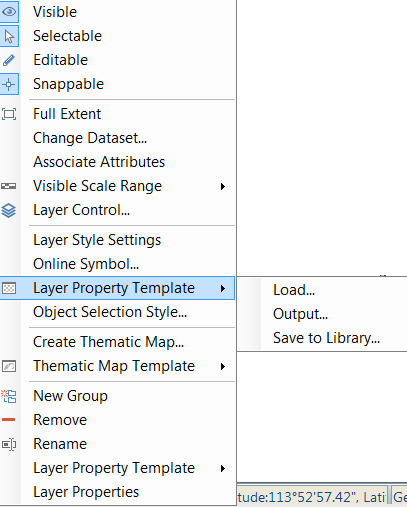 Visible
Selectable
Editable
Snappable
Full Extent
Change Dataset...
Associate Attributes
Visible Scale Range
Layer Control...
Layer Style Settings
Online Symbol...
Layer Property Template
Object Selection Style...
Create Thematic Map...
Thematic Map Template
New Group
Remove
Rename
Layer Property Template
Layer Properties
Load...
Output...
Save to Library...
tude:113°52'57.42", Lati
Ge